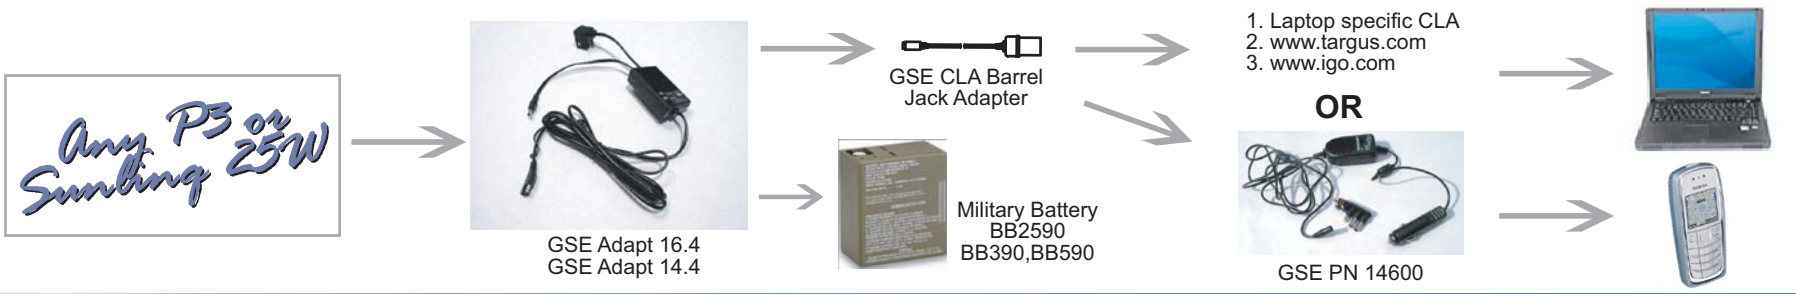 Any P3 or
Sunlinq 25W
GSE Adapt 16.4
GSE Adapt 14.4
GSE CLA Barrel
Jack Adapter
Military Battery
BB2590
BB390,BB590
1. Laptop specific CLA
2. www.targus.com
3. www.igo.com
OR
GSE PN 14600